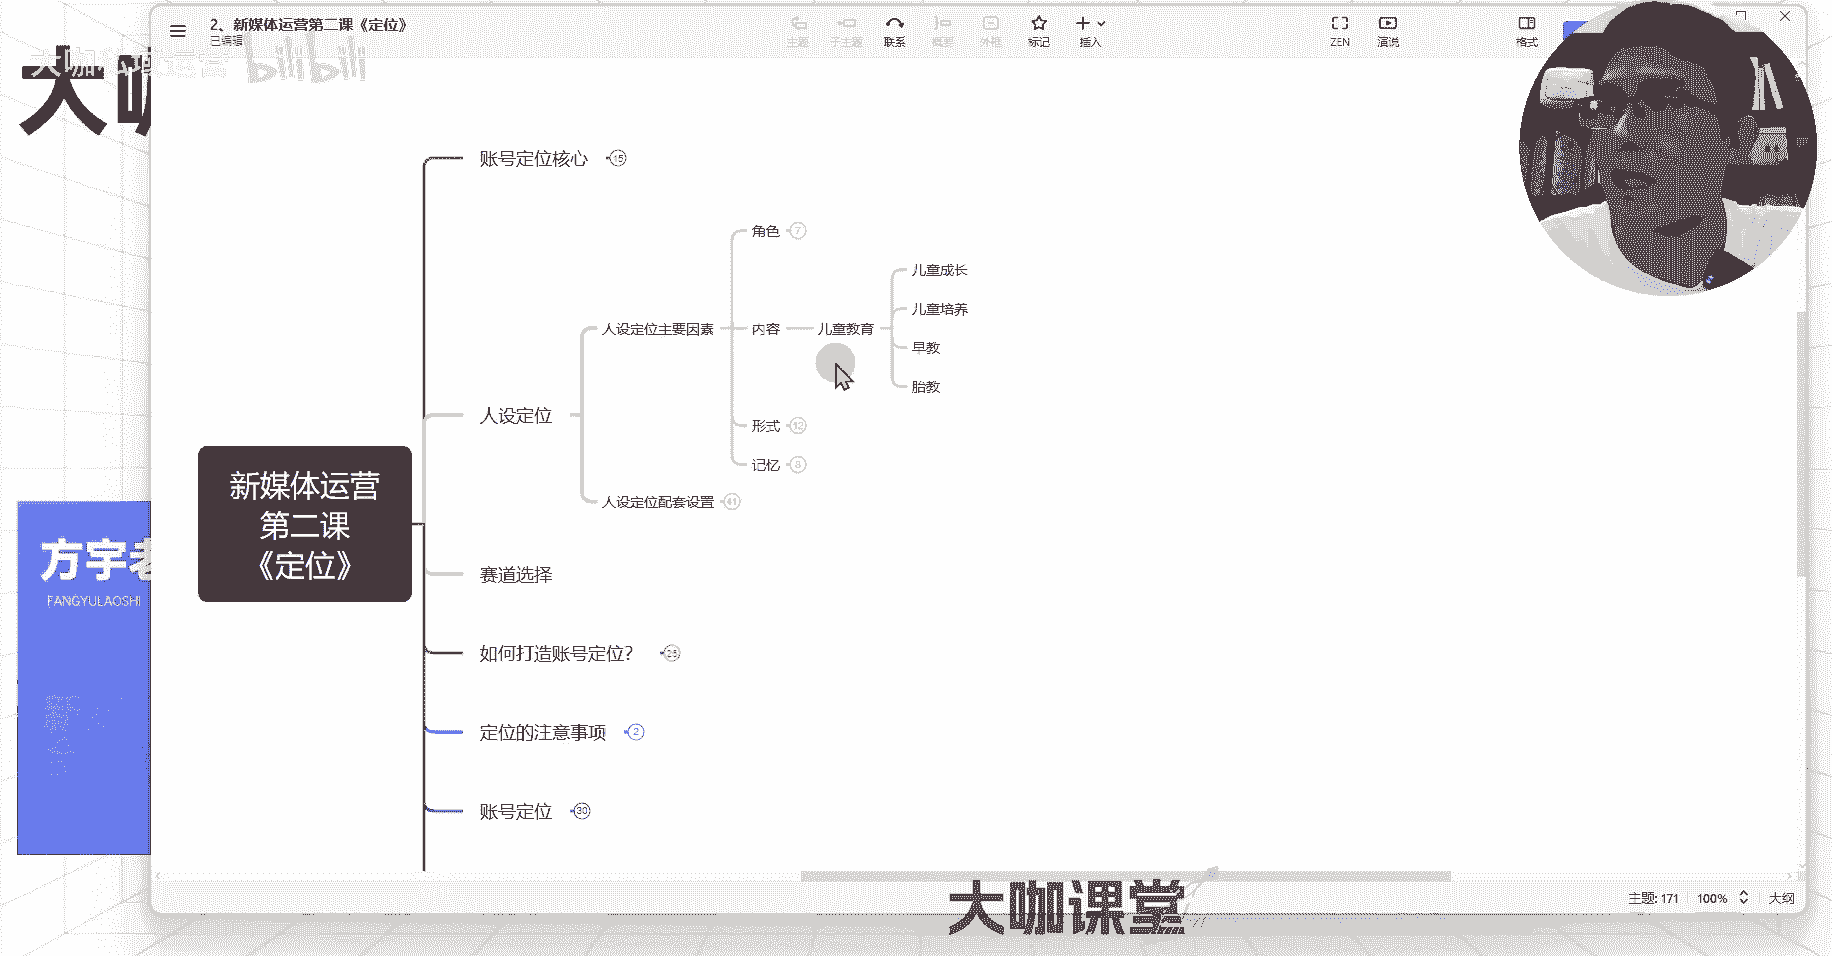 2、新媒体运营第二课《定位》
已编辑
主题
子主题
联系
概要
外框
标记
插入
ZEN
演说
格式
大咖私域运营
bilibili
大咖
账号定位核心
15
角色
7
儿童成长
儿童培养
人设定位主要因素
内容
儿童教育
早教
胎教
人设定位
形式
12
记忆
8
人设定位配套设置
41
新媒体运营
第二课
《定位》
赛道选择
如何打造账号定位？
定位的注意事项
2
账号定位
30
方宇老
FANGYULAOSHI
大咖课堂
主题: 171
100%
大纲